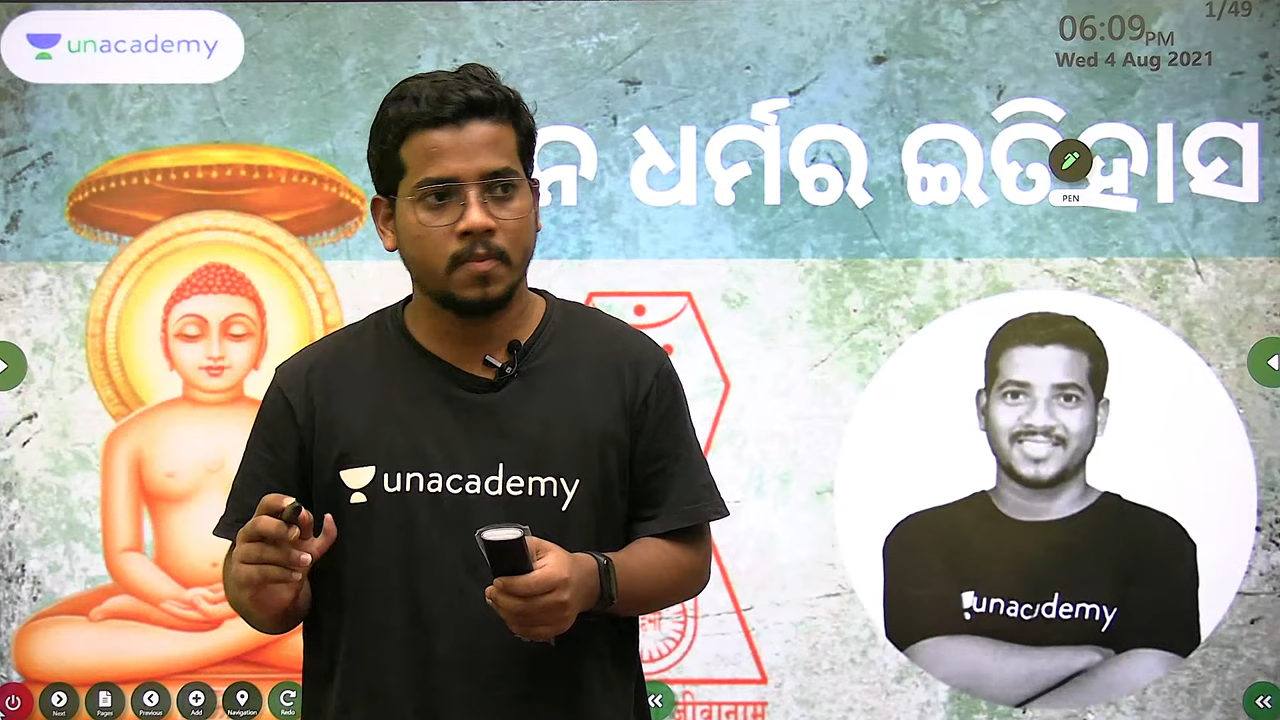 unacademy
1/49
06:09PM
Wed 4 Aug 2021
ଧର୍ମର ଇତିହାସ
PEN
unacademy
unacademy
Next
Pages
Previous
Add
Navigation
Redo
जीवानाम्